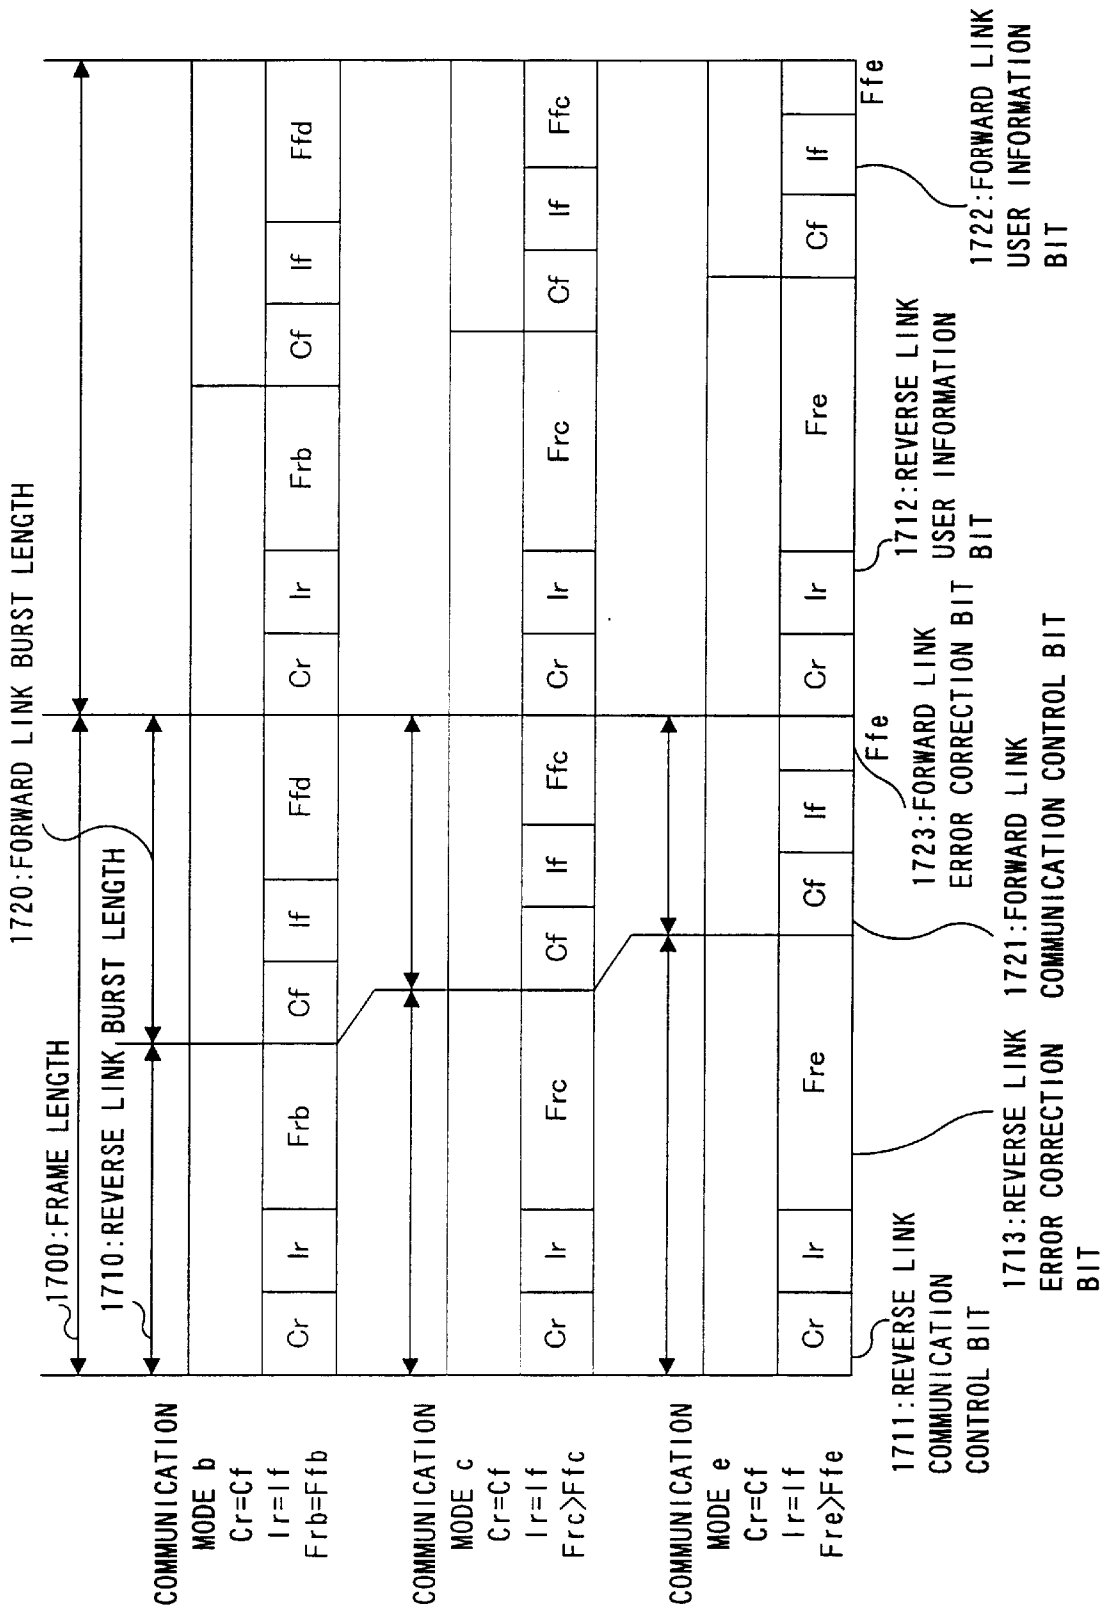 1720:FORWARD LINK BURST LENGTH
1700:FRAME LENGTH
1710:REVERSE LINK BURST LENGTH
COMMUNICATION
MODE b
Cr=Cf
Ir=If
Frb=Ffb
Cr Ir Frb Cf If Ffd Cr Ir Frb Cf If Ffd
COMMUNICATION
MODE c
Cr=Cf
Ir=If
Frc>Ffc
Cr Ir Frc Cf If Ffc Cr Ir Frc Cf If Ffc
COMMUNICATION
MODE e
Cr=Cf
Ir=If
Fre>Ffe
Cr Ir Fre Cf If Cr Ir Fre Cf If
Ffe Ffe
1711:REVERSE LINK
COMMUNICATION
CONTROL BIT
1713:REVERSE LINK
ERROR CORRECTION
BIT
1721:FORWARD LINK
COMMUNICATION CONTROL BIT
1723:FORWARD LINK
ERROR CORRECTION BIT
1712:REVERSE LINK
USER INFORMATION
BIT
1722:FORWARD LINK
USER INFORMATION
BIT